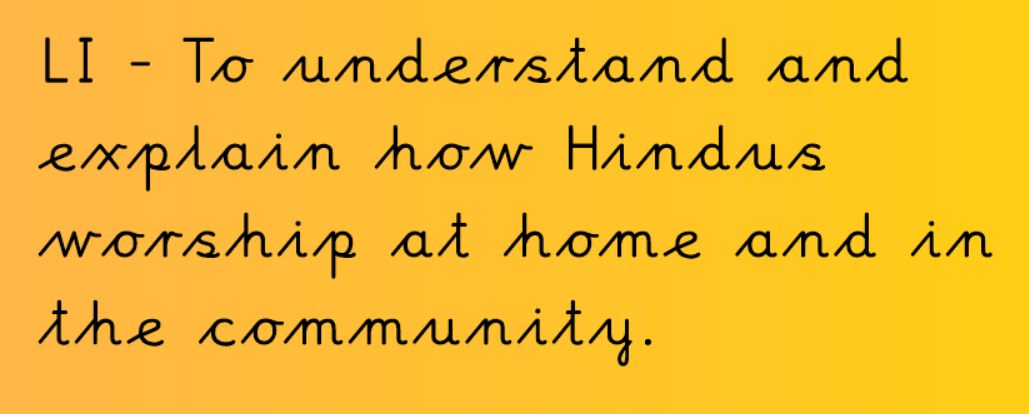 LI - To understand and
explain how Hindus
worship at home and in
the community.